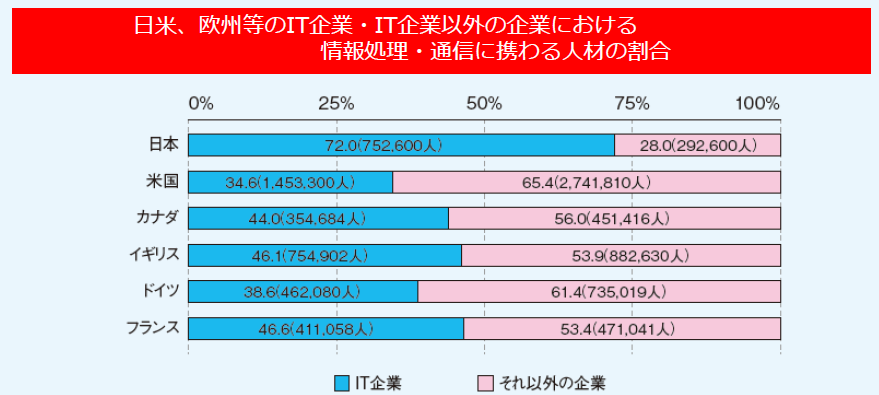 日米、欧州等のIT企業・IT企業以外の企業における
情報処理・通信に携わる人材の割合
0% 25% 50% 75% 100%
日本 72.0(752,600人) 28.0(292,600人)
米国 34.6(1,453,300人) 65.4(2,741,810人)
カナダ 44.0(354,684人) 56.0(451,416人)
イギリス 46.1(754,902人) 53.9(882,630人)
ドイツ 38.6(462,080人) 61.4(735,019人)
フランス 46.6(411,058人) 53.4(471,041人)
IT企業 それ以外の企業